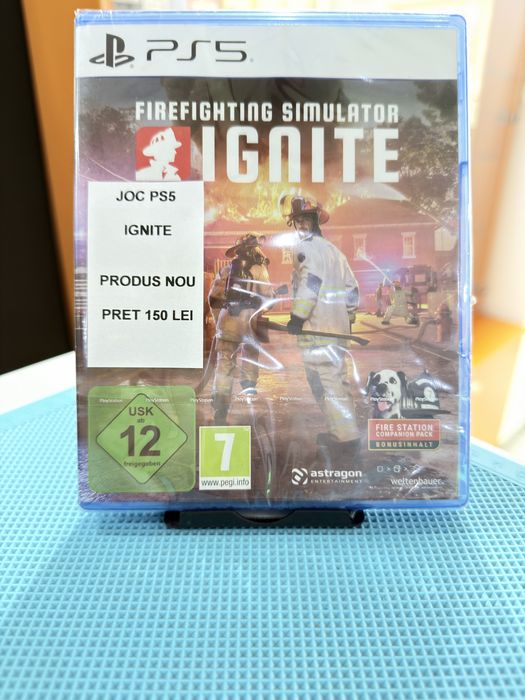 PS5
FIREFIGHTING SIMULATOR
IGNITE
JOC PS5
IGNITE
PRODUS NOU
PRET 150 LEI
USK
ab
12
freigegeben
7
www.pegi.info
FIRE STATION
COMPANION PACK
BONUSINHALT
astragon
ENTERTAINMENT
weltenbauer.